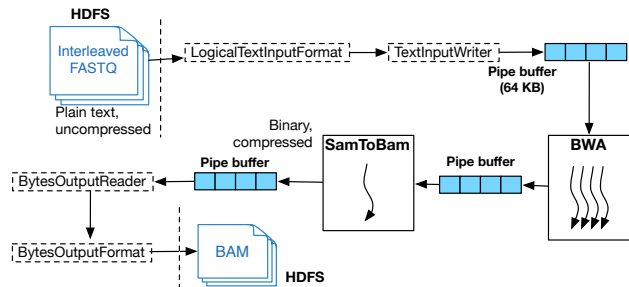 HDFS
Interleaved
FASTQ
LogicalTextInputFormat
TextInputWriter
Pipe buffer
(64 KB)
Plain text,
uncompressed
Binary,
compressed
SamToBam
BWA
Pipe buffer
Pipe buffer
BytesOutputReader
BytesOutputFormat
BAM
HDFS